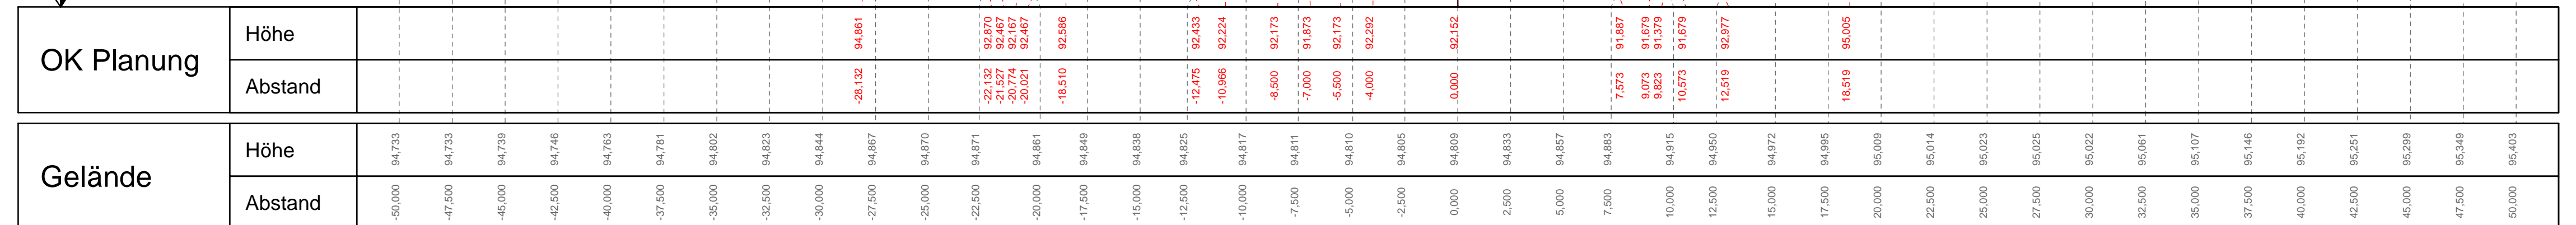 OK Planung
Höhe
94,861 92,870 92,467 92,167 92,467 92,586 92,433 92,224 92,173 91,873 92,173 92,292 92,152 91,887 91,679 91,379 91,679 92,977 95,005
Abstand
-28,132 -22,132 -21,527 -20,774 -20,021 -18,510 -12,475 -10,966 -8,500 -7,000 -5,500 -4,000 0,000 7,573 9,073 9,823 10,573 12,519 18,519
Gelände
Höhe
94,733 94,733 94,739 94,746 94,763 94,781 94,802 94,823 94,844 94,867 94,870 94,871 94,861 94,849 94,838 94,825 94,817 94,811 94,810 94,805 94,809 94,833 94,857 94,883 94,915 94,950 94,972 94,995 95,009 95,014 95,023 95,025 95,022 95,061 95,107 95,146 95,192 95,251 95,299 95,349 95,403
Abstand
-50,000 -47,500 -45,000 -42,500 -40,000 -37,500 -35,000 -32,500 -30,000 -27,500 -25,000 -22,500 -20,000 -17,500 -15,000 -12,500 -10,000 -7,500 -5,000 -2,500 0,000 2,500 5,000 7,500 10,000 12,500 15,000 17,500 20,000 22,500 25,000 27,500 30,000 32,500 35,000 37,500 40,000 42,500 45,000 47,500 50,000